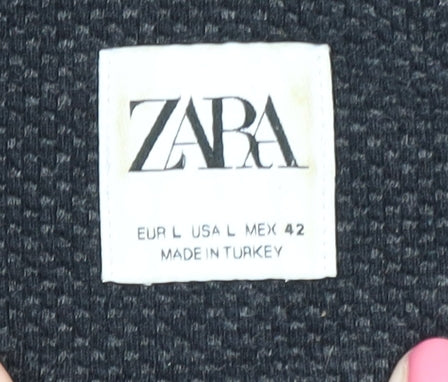 ZARA
EUR L USA L MEX 42
MADE IN TURKEY